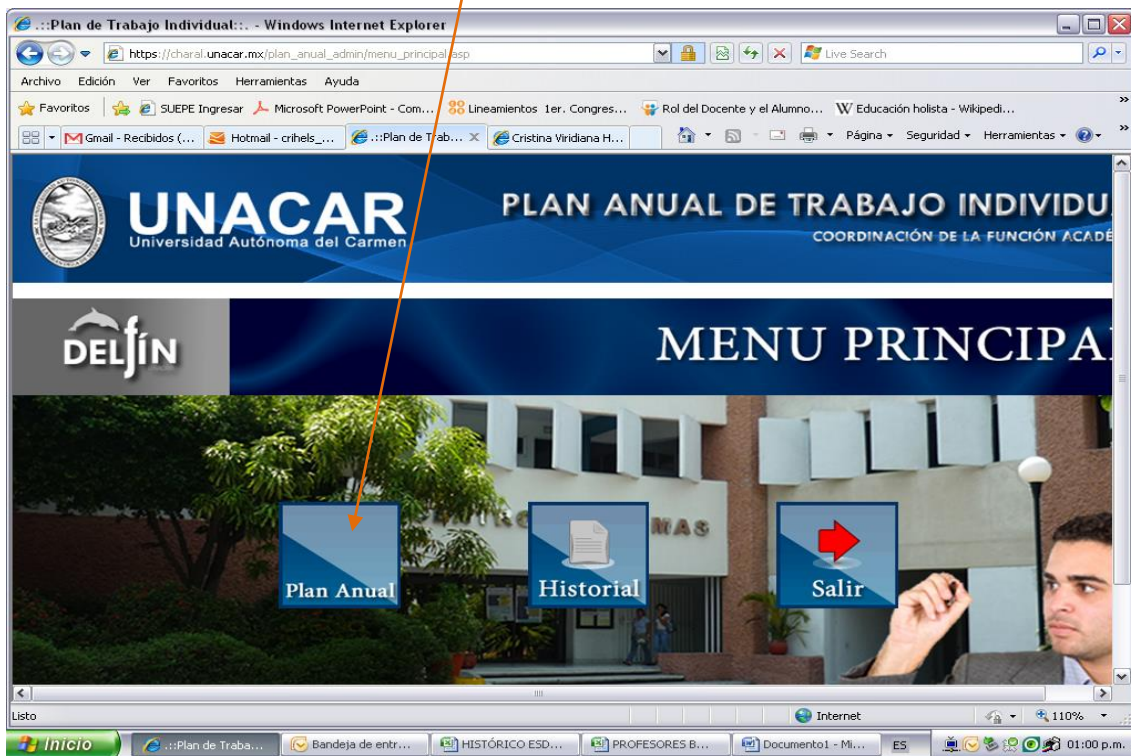 .::Plan de Trabajo Individual::. - Windows Internet Explorer
https://charal.unacar.mx/plan_anual_admin/menu_principal.asp
Live Search
Archivo Edición Ver Favoritos Herramientas Ayuda
Favoritos SUEPE Ingresar Microsoft PowerPoint - Com... Lineamientos 1er. Congres... Rol del Docente y el Alumno... W Educación holista - Wikipedi...
Gmail - Recibidos (... Hotmail - crihels_... .::Plan de Trab... Cristina Viridiana H... Página Seguridad Herramientas
UNACAR
Universidad Autónoma del Carmen
PLAN ANUAL DE TRABAJO INDIVIDU
COORDINACIÓN DE LA FUNCIÓN ACADÉ
DELfÍN
MENU PRINCIPA
MAS
Plan Anual
Historial
Salir
Listo Internet 110%
Inicio .::Plan de Traba... Bandeja de entr... HISTÓRICO ESD... PROFESORES B... Documento1 - Mi... ES 01:00 p.m.